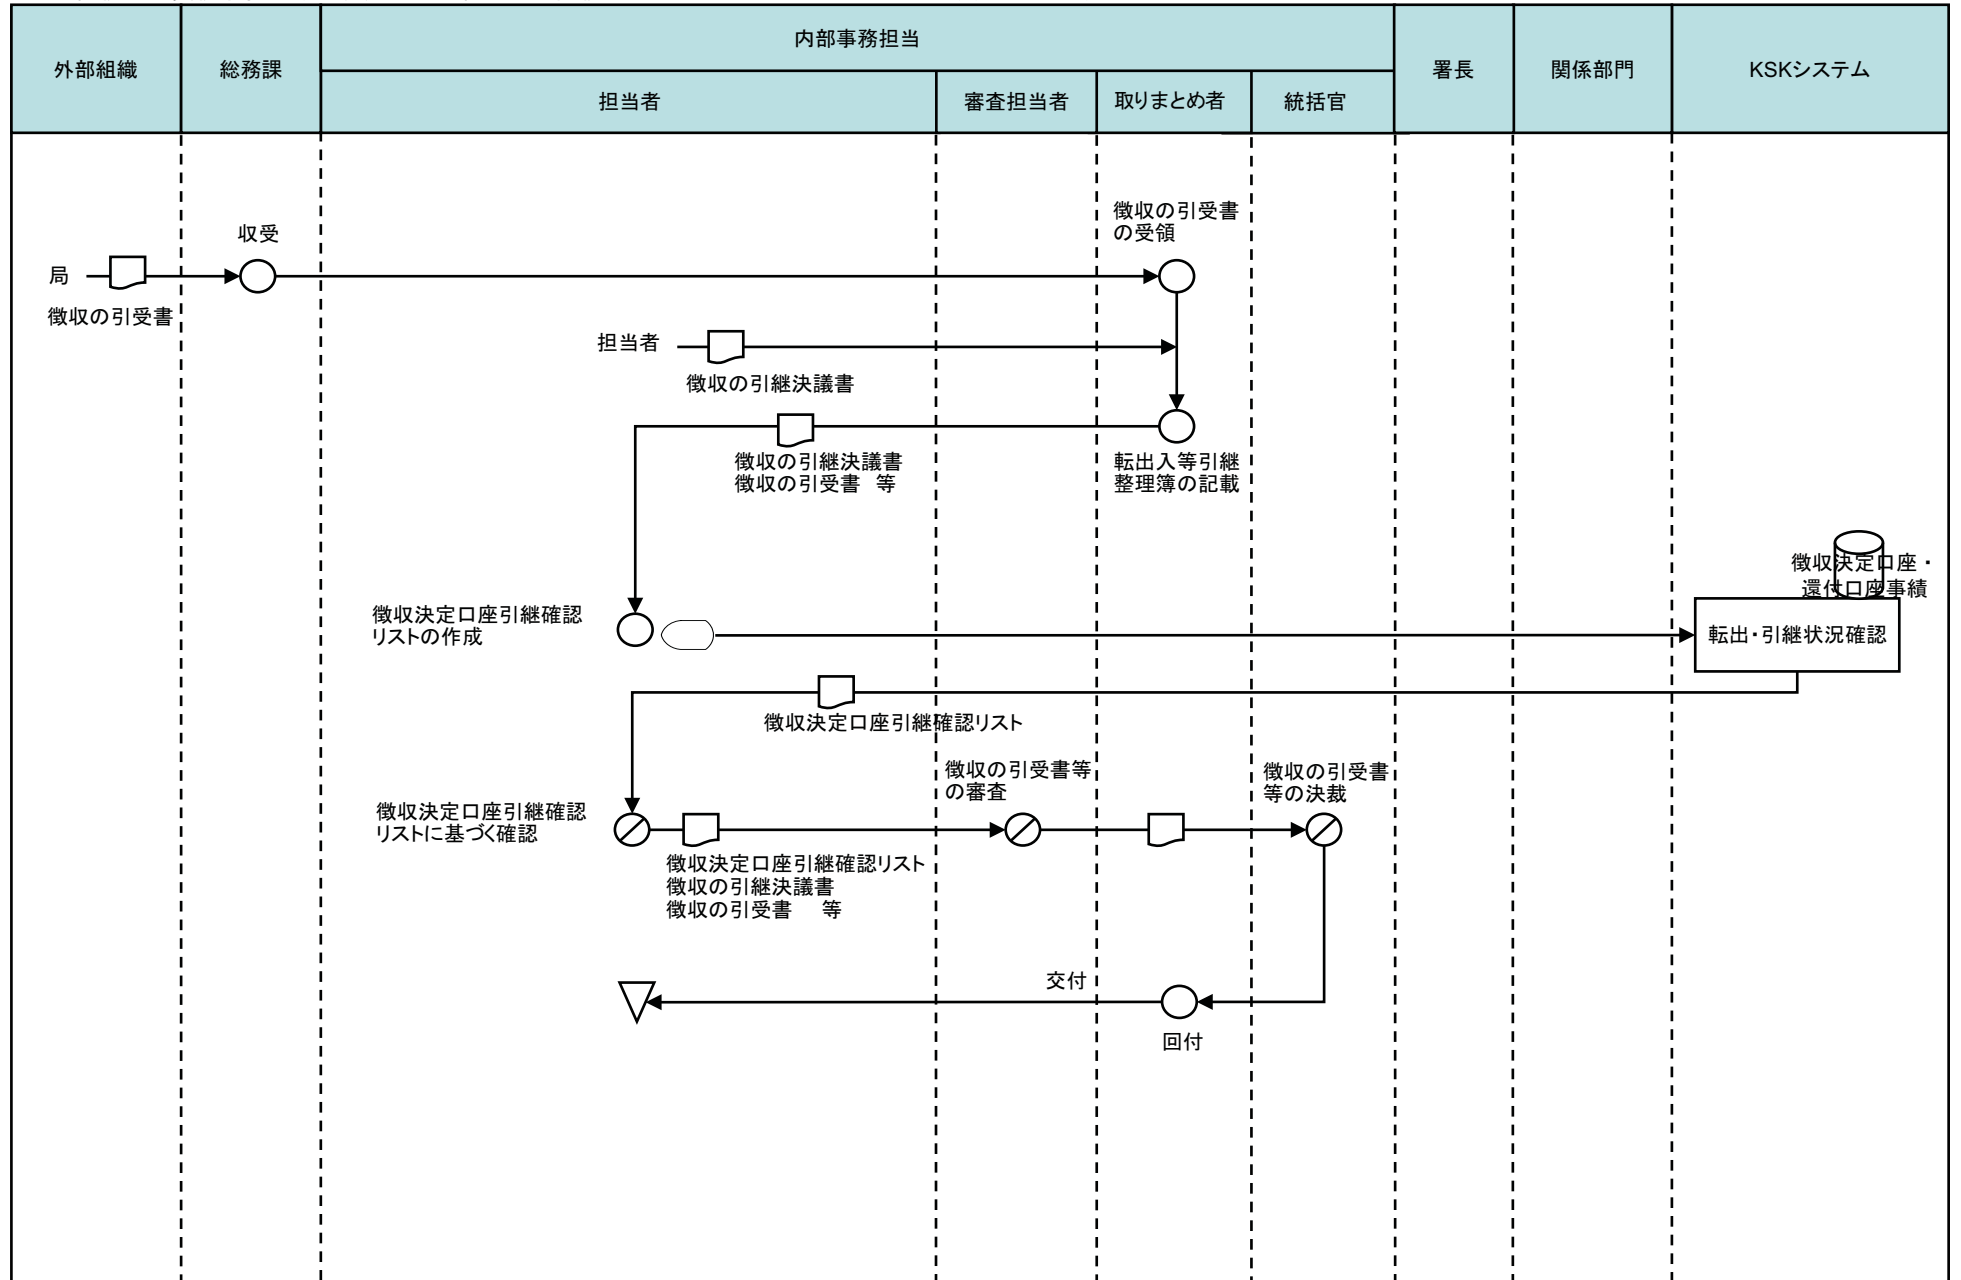 内部事務担当
外部組織
総務課
署長
関係部門
KSKシステム
担当者
審査担当者
取りまとめ者
統括官
徴収の引受書
の受領
収受
局
徴収の引受書
担当者
徴収の引継決議書
徴収の引継決議書
徴収の引受書 等
転出入等引継
整理簿の記載
徴収決定口座・
還付口座事績
徴収決定口座引継確認
リストの作成
転出・引継状況確認
徴収決定口座引継確認リスト
徴収の引受書等
の審査
徴収の引受書
等の決裁
徴収決定口座引継確認
リストに基づく確認
徴収決定口座引継確認リスト
徴収の引継決議書
徴収の引受書 等
交付
回付